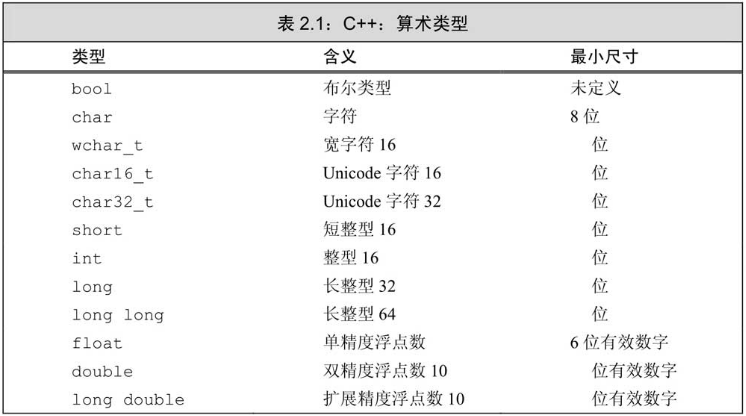 表 2.1：C++：算术类型
类型 含义 最小尺寸
bool 布尔类型 未定义
char 字符 8 位
wchar_t 宽字符 16 位
char16_t Unicode 字符 16 位
char32_t Unicode 字符 32 位
short 短整型 16 位
int 整型 16 位
long 长整型 32 位
long long 长整型 64 位
float 单精度浮点数 6 位有效数字
double 双精度浮点数 10 位有效数字
long double 扩展精度浮点数 10 位有效数字